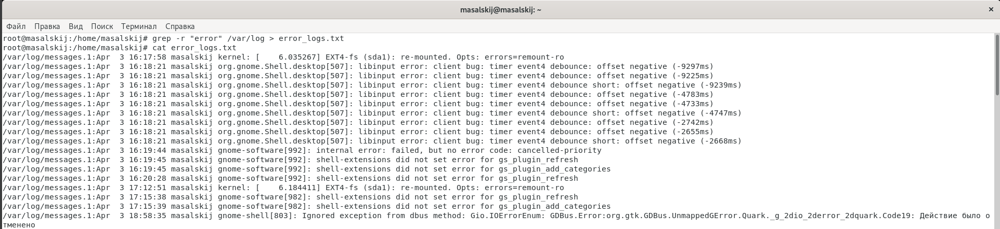 masalskij@masalskij: ~
×
Файл Правка Вид Поиск Терминал Справка
root@masalskij:/home/masalskij# grep -r "error" /var/log > error_logs.txt
root@masalskij:/home/masalskij# cat error_logs.txt
/var/log/messages.1:Apr  3 16:17:58 masalskij kernel: [    6.035267] EXT4-fs (sda1): re-mounted. Opts: errors=remount-ro
/var/log/messages.1:Apr  3 16:18:21 masalskij org.gnome.Shell.desktop[507]: libinput error: client bug: timer event4 debounce: offset negative (-9297ms)
/var/log/messages.1:Apr  3 16:18:21 masalskij org.gnome.Shell.desktop[507]: libinput error: client bug: timer event4 debounce: offset negative (-9225ms)
/var/log/messages.1:Apr  3 16:18:21 masalskij org.gnome.Shell.desktop[507]: libinput error: client bug: timer event4 debounce short: offset negative (-9239ms)
/var/log/messages.1:Apr  3 16:18:21 masalskij org.gnome.Shell.desktop[507]: libinput error: client bug: timer event4 debounce: offset negative (-4783ms)
/var/log/messages.1:Apr  3 16:18:21 masalskij org.gnome.Shell.desktop[507]: libinput error: client bug: timer event4 debounce: offset negative (-4733ms)
/var/log/messages.1:Apr  3 16:18:21 masalskij org.gnome.Shell.desktop[507]: libinput error: client bug: timer event4 debounce short: offset negative (-4747ms)
/var/log/messages.1:Apr  3 16:18:21 masalskij org.gnome.Shell.desktop[507]: libinput error: client bug: timer event4 debounce: offset negative (-2742ms)
/var/log/messages.1:Apr  3 16:18:21 masalskij org.gnome.Shell.desktop[507]: libinput error: client bug: timer event4 debounce: offset negative (-2655ms)
/var/log/messages.1:Apr  3 16:18:21 masalskij org.gnome.Shell.desktop[507]: libinput error: client bug: timer event4 debounce short: offset negative (-2668ms)
/var/log/messages.1:Apr  3 16:19:44 masalskij gnome-software[992]: internal error: failed, but no error code: cancelled-priority
/var/log/messages.1:Apr  3 16:19:45 masalskij gnome-software[992]: shell-extensions did not set error for gs_plugin_refresh
/var/log/messages.1:Apr  3 16:19:45 masalskij gnome-software[992]: shell-extensions did not set error for gs_plugin_add_categories
/var/log/messages.1:Apr  3 16:20:28 masalskij gnome-software[992]: shell-extensions did not set error for gs_plugin_refresh
/var/log/messages.1:Apr  3 17:12:51 masalskij kernel: [    6.184411] EXT4-fs (sda1): re-mounted. Opts: errors=remount-ro
/var/log/messages.1:Apr  3 17:15:38 masalskij gnome-software[982]: shell-extensions did not set error for gs_plugin_refresh
/var/log/messages.1:Apr  3 17:15:39 masalskij gnome-software[982]: shell-extensions did not set error for gs_plugin_add_categories
/var/log/messages.1:Apr  3 18:58:35 masalskij gnome-shell[803]: Ignored exception from dbus method: Gio.IOErrorEnum: GDBus.Error:org.gtk.GDBus.UnmappedGError.Quark._g_2dio_2derror_2dquark.Code19: Действие было о
тменено